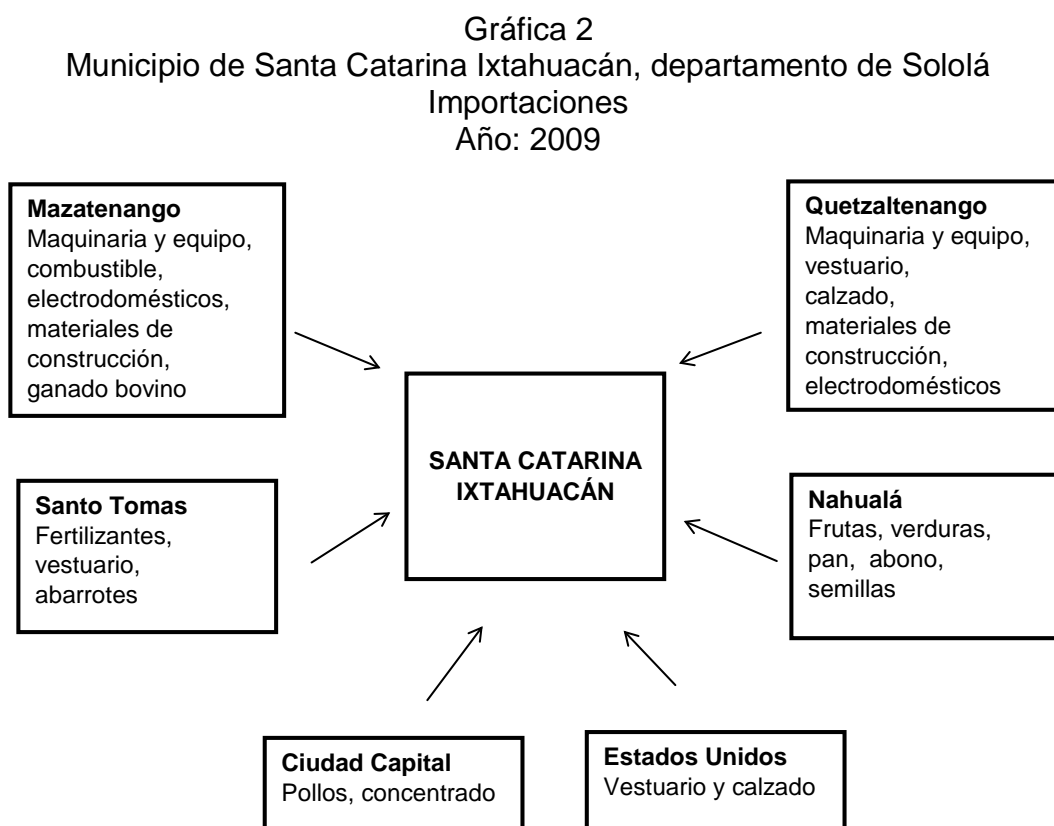 Gráfica 2
Municipio de Santa Catarina Ixtahuacán, departamento de Sololá
Importaciones
Año: 2009
Mazatenango
Maquinaria y equipo,
combustible,
electrodomésticos,
materiales de
construcción,
ganado bovino
Quetzaltenango
Maquinaria y equipo,
vestuario,
calzado,
materiales de
construcción,
electrodomésticos
SANTA CATARINA
IXTAHUACÁN
Santo Tomas
Fertilizantes,
vestuario,
abarrotes
Nahualá
Frutas, verduras,
pan, abono,
semillas
Ciudad Capital
Pollos, concentrado
Estados Unidos
Vestuario y calzado